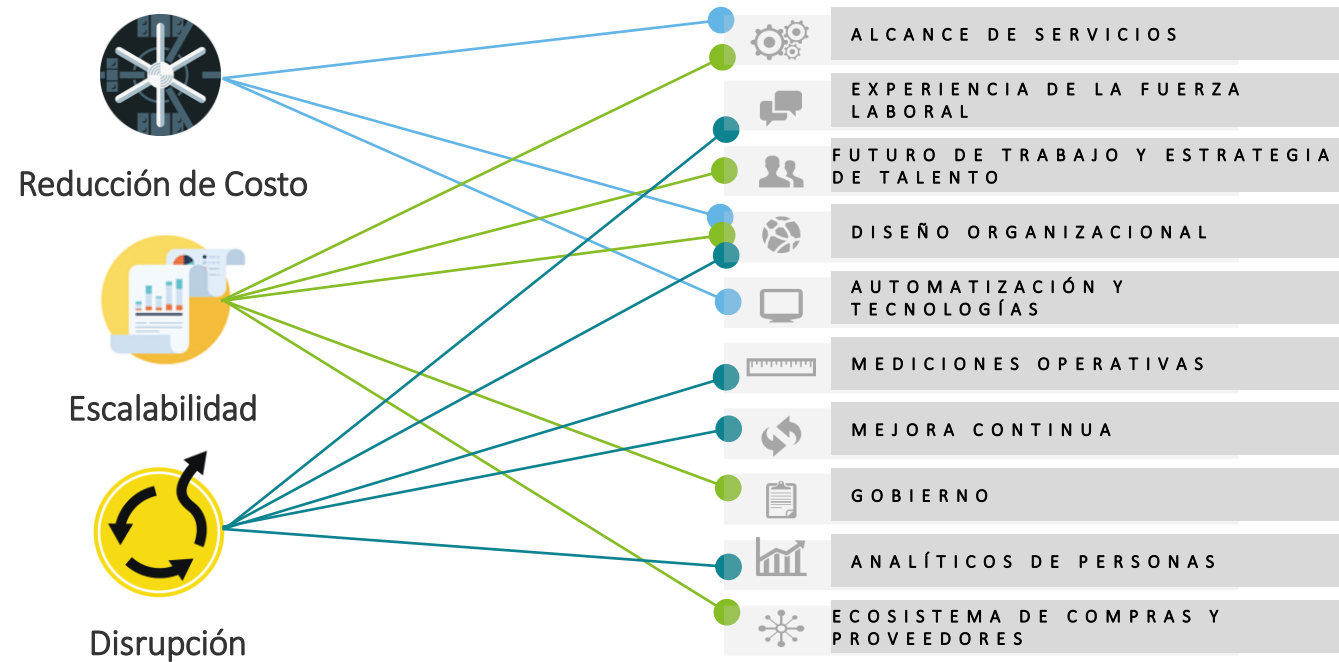 Reducción de Costo
Escalabilidad
Disrupción
ALCANCE DE SERVICIOS
EXPERIENCIA DE LA FUERZA
LABORAL
FUTURO DE TRABAJO Y ESTRATEGIA
DE TALENTO
DISEÑO ORGANIZACIONAL
AUTOMATIZACIÓN Y
TECNOLOGÍAS
MEDICIONES OPERATIVAS
MEJORA CONTINUA
GOBIERNO
ANALÍTICOS DE PERSONAS
ECOSISTEMA DE COMPRAS Y
PROVEEDORES